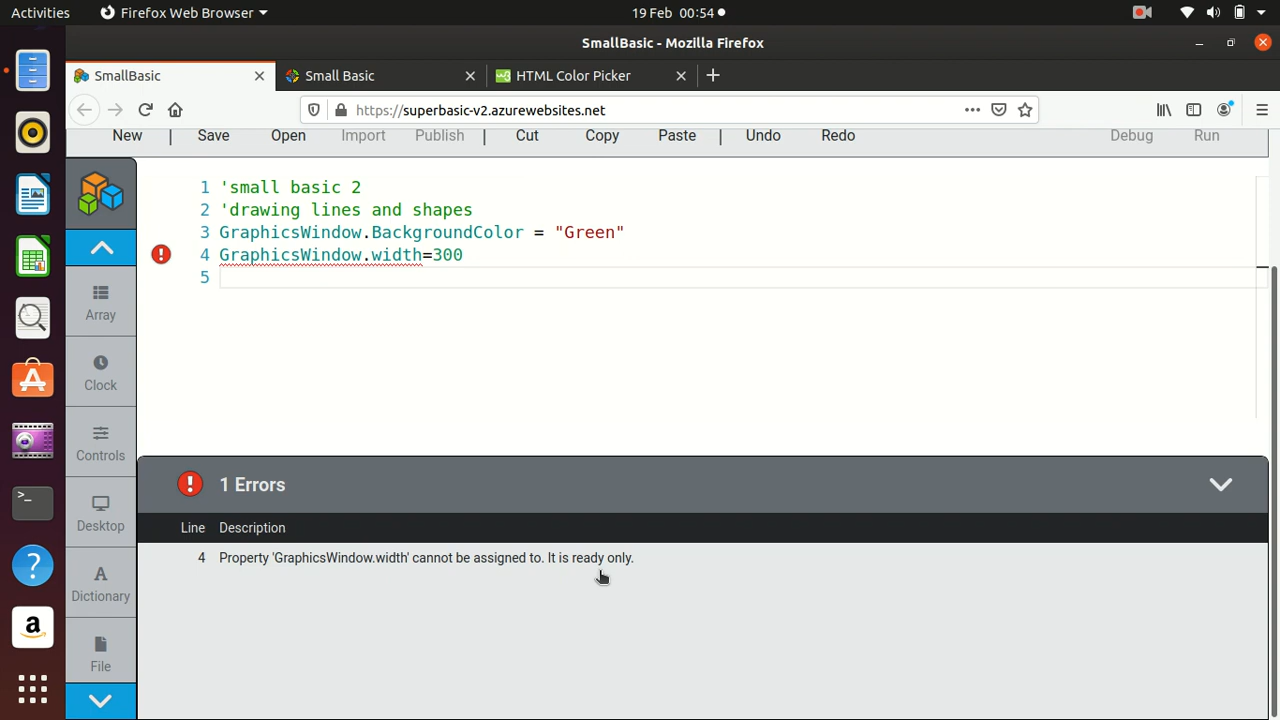 Activities Firefox Web Browser 19 Feb 00:54
SmallBasic - Mozilla Firefox
SmallBasic Small Basic HTML Color Picker
https://superbasic-v2.azurewebsites.net
New | Save Open Import Publish | Cut Copy Paste | Undo Redo Debug Run
1 'small basic 2
2 'drawing lines and shapes
3 GraphicsWindow.BackgroundColor = "Green"
4 GraphicsWindow.width=300
5
Array
Clock
Controls
Desktop
Dictionary
File
1 Errors
Line Description
4 Property 'GraphicsWindow.width' cannot be assigned to. It is ready only.